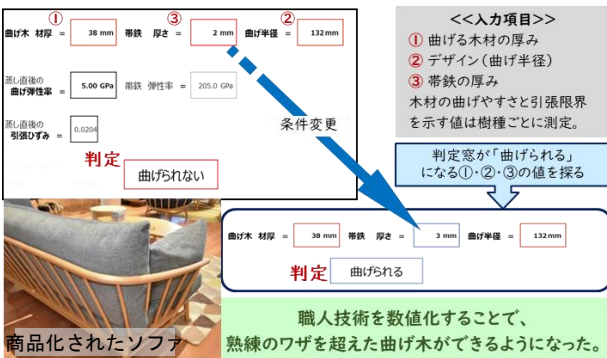 ① ③ ②
曲げ木 材厚 = 38 mm 帯鉄 厚さ = 2 mm 曲げ半径 = 132mm
蒸し直後の
曲げ弾性率 = 5.00 GPa 帯鉄 弾性率 = 205.0 GPa
蒸し直後の
引張ひずみ = 0.0204
判定
曲げられない
条件変更
<<入力項目>>
① 曲げる木材の厚み
② デザイン(曲げ半径)
③ 帯鉄の厚み
木材の曲げやすさと引張限界
を示す値は樹種ごとに測定。
判定窓が「曲げられる」
になる①・②・③の値を探る
曲げ木 材厚 = 38 mm 帯鉄 厚さ = 3 mm 曲げ半径 = 132mm
判定 曲げられる
商品化されたソファ
職人技術を数値化することで、
熟練のワザを超えた曲げ木ができるようになった。